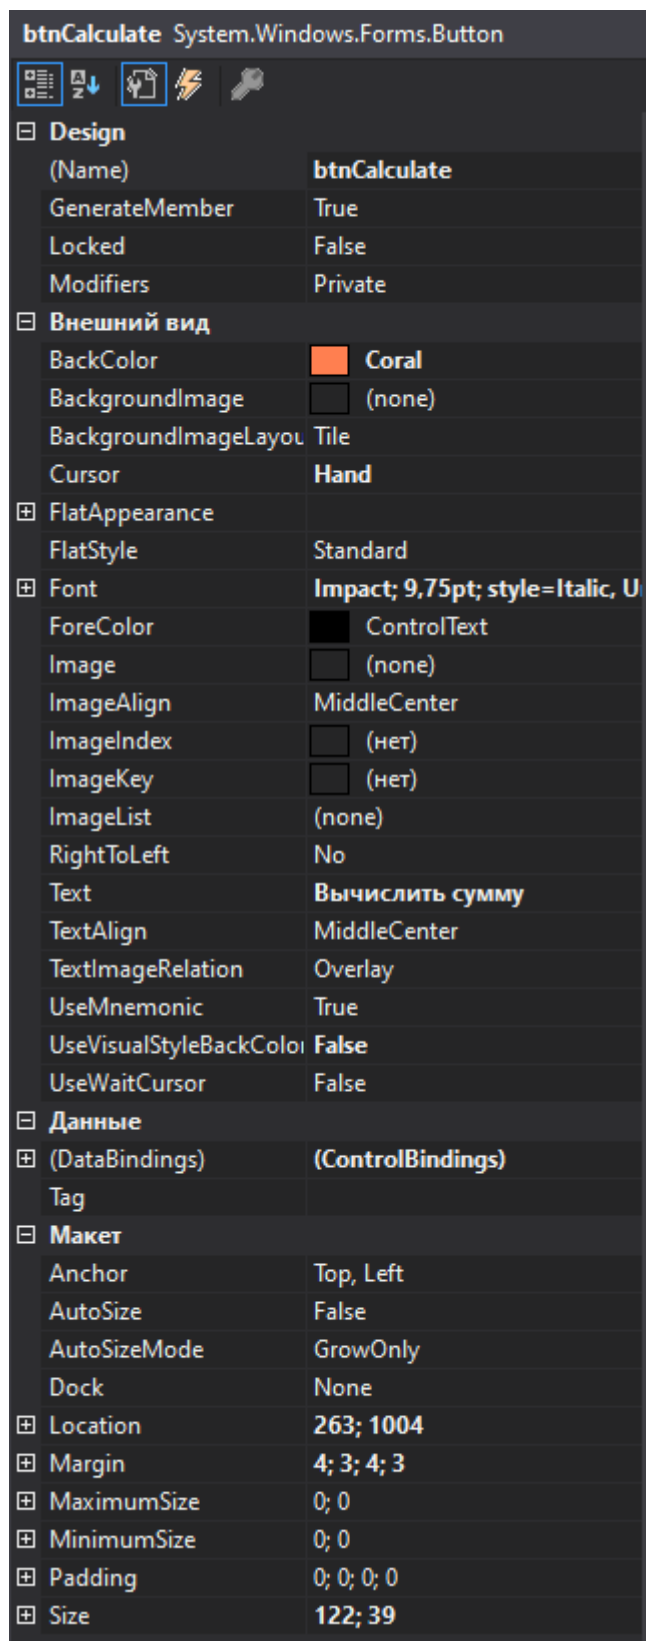 btnCalculate System.Windows.Forms.Button
Design
(Name) btnCalculate
GenerateMember True
Locked False
Modifiers Private
Внешний вид
BackColor Coral
BackgroundImage (none)
BackgroundImageLayou Tile
Cursor Hand
FlatAppearance
FlatStyle Standard
Font Impact; 9,75pt; style=Italic, U
ForeColor ControlText
Image (none)
ImageAlign MiddleCenter
ImageIndex (нет)
ImageKey (нет)
ImageList (none)
RightToLeft No
Text Вычислить сумму
TextAlign MiddleCenter
TextImageRelation Overlay
UseMnemonic True
UseVisualStyleBackColor False
UseWaitCursor False
Данные
(DataBindings) (ControlBindings)
Tag
Макет
Anchor Top, Left
AutoSize False
AutoSizeMode GrowOnly
Dock None
Location 263; 1004
Margin 4; 3; 4; 3
MaximumSize 0; 0
MinimumSize 0; 0
Padding 0; 0; 0; 0
Size 122; 39